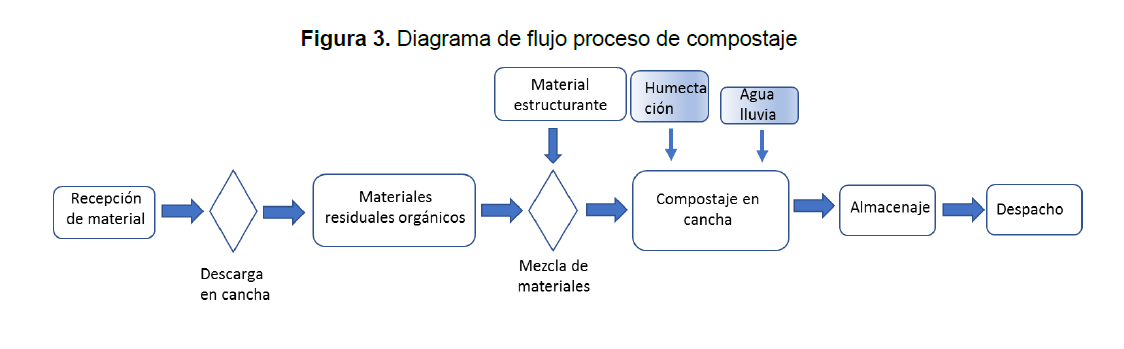 Figura 3. Diagrama de flujo proceso de compostaje
Material
estructurante
Humecta
ción
Agua
lluvia
Recepción
de material
Descarga
en cancha
Materiales
residuales orgánicos
Mezcla de
materiales
Compostaje en
cancha
Almacenaje
Despacho